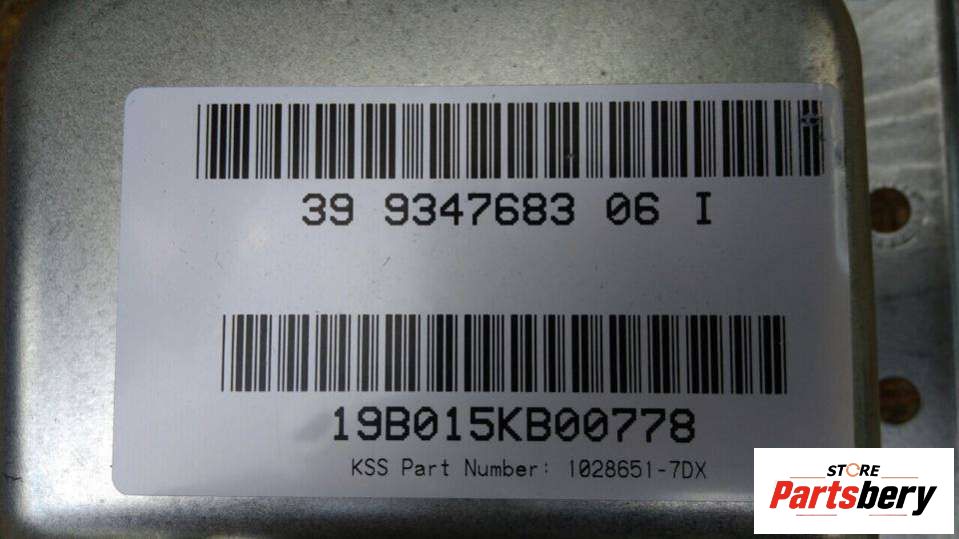 39 9347683 06 I
19B015KB00778
KSS Part Number: 1028651-7DX
STORE
Partsbery